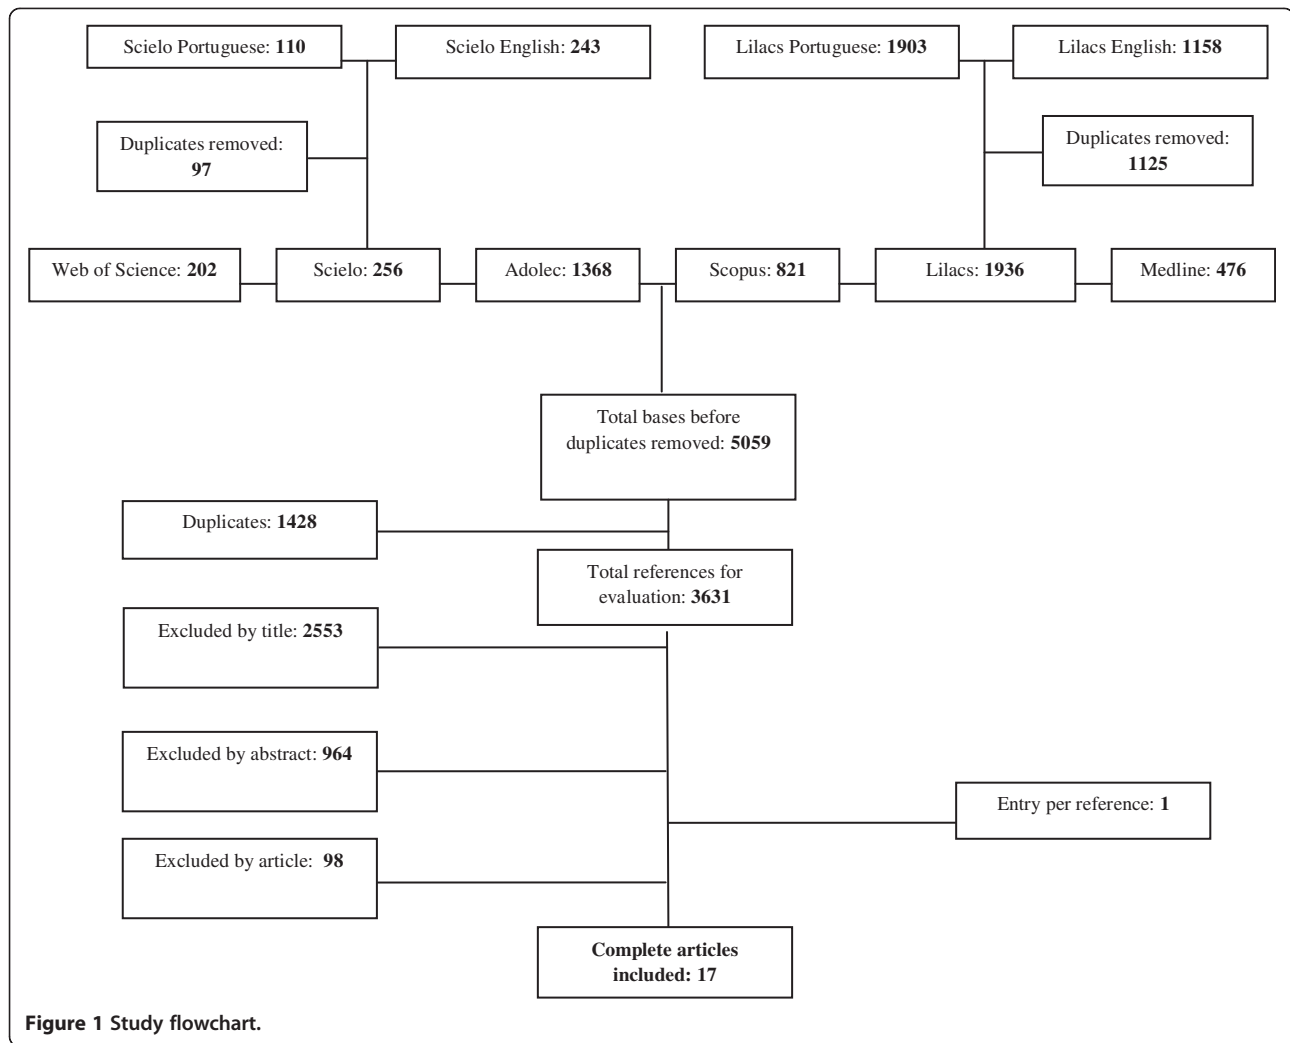 Scielo Portuguese: 110
Scielo English: 243
Lilacs Portuguese: 1903
Lilacs English: 1158
Duplicates removed:
97
Duplicates removed:
1125
Web of Science: 202
Scielo: 256
Adolec: 1368
Scopus: 821
Lilacs: 1936
Medline: 476
Total bases before
duplicates removed: 5059
Duplicates: 1428
Total references for
evaluation: 3631
Excluded by title: 2553
Excluded by abstract: 964
Entry per reference: 1
Excluded by article: 98
Complete articles
included: 17
Figure 1 Study flowchart.